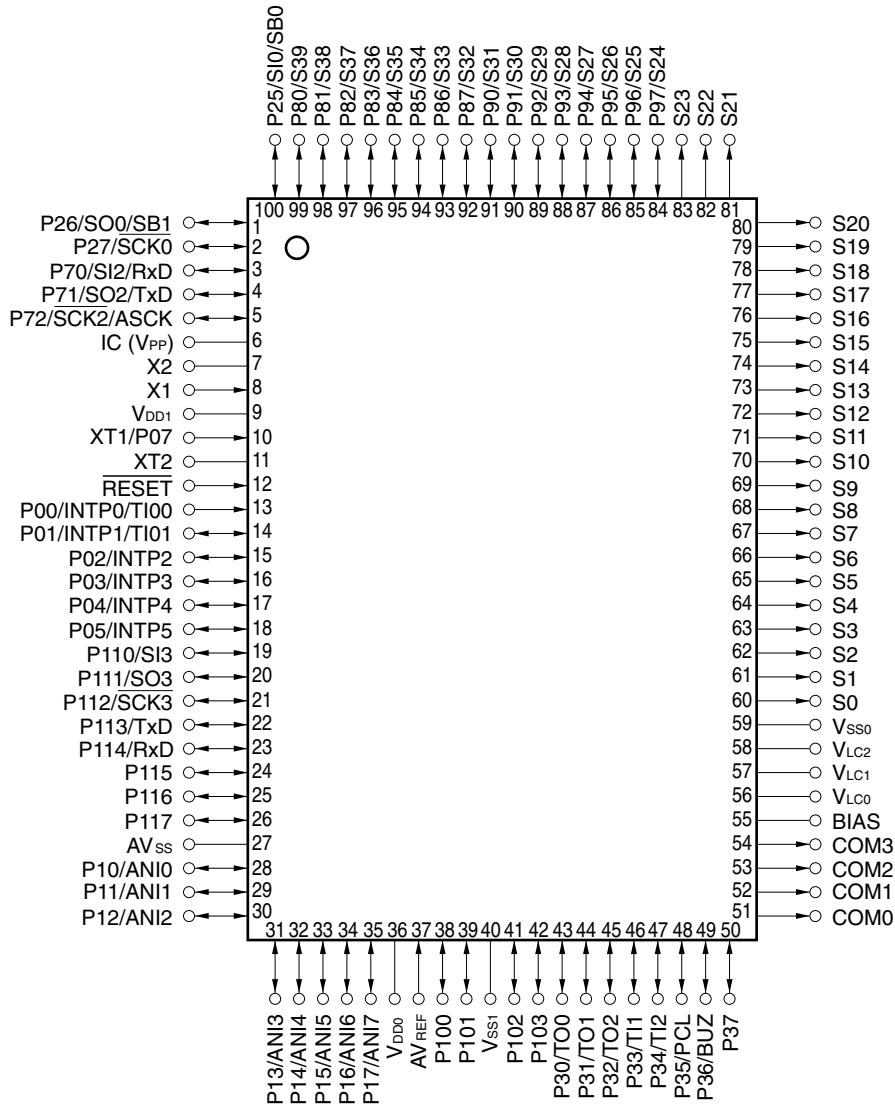 P25/SI0/SB0
P80/S39
P81/S38
P82/S37
P83/S36
P84/S35
P85/S34
P86/S33
P87/S32
P90/S31
P91/S30
P92/S29
P93/S28
P94/S27
P95/S26
P96/S25
P97/S24
S23
S22
S21
100 99 98 97 96 95 94 93 92 91 90 89 88 87 86 85 84 83 82 81
P26/SO0/SB1 1 80 S20
P27/SCK0 2 79 S19
P70/SI2/RxD 3 78 S18
P71/SO2/TxD 4 77 S17
P72/SCK2/ASCK 5 76 S16
IC (VPP) 6 75 S15
X2 7 74 S14
X1 8 73 S13
VDD1 9 72 S12
XT1/P07 10 71 S11
XT2 11 70 S10
RESET 12 69 S9
P00/INTP0/TI00 13 68 S8
P01/INTP1/TI01 14 67 S7
P02/INTP2 15 66 S6
P03/INTP3 16 65 S5
P04/INTP4 17 64 S4
P05/INTP5 18 63 S3
P110/SI3 19 62 S2
P111/SO3 20 61 S1
P112/SCK3 21 60 S0
P113/TxD 22 59 VSS0
P114/RxD 23 58 VLC2
P115 24 57 VLC1
P116 25 56 VLC0
P117 26 55 BIAS
AVSS 27 54 COM3
P10/ANI0 28 53 COM2
P11/ANI1 29 52 COM1
P12/ANI2 30 51 COM0
31 32 33 34 35 36 37 38 39 40 41 42 43 44 45 46 47 48 49 50
P13/ANI3
P14/ANI4
P15/ANI5
P16/ANI6
P17/ANI7
VDD0
AVREF
P100
P101
VSS1
P102
P103
P30/TO0
P31/TO1
P32/TO2
P33/TI1
P34/TI2
P35/PCL
P36/BUZ
P37